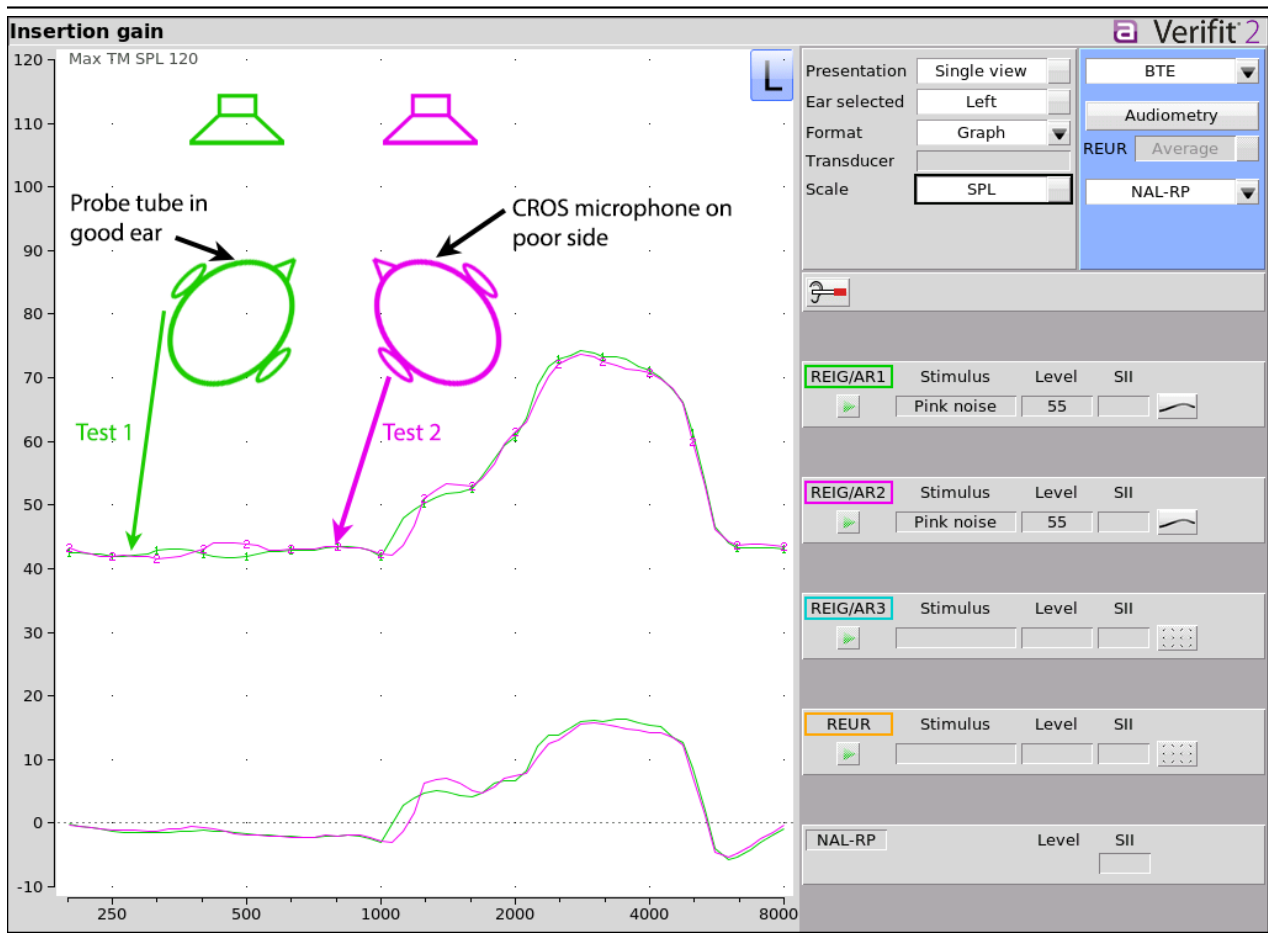 Insertion gain
a Verifit 2
Max TM SPL 120
L
120
110
100
90
80
70
60
50
40
30
20
10
0
-10
250 500 1000 2000 4000 8000
Probe tube in
good ear
CROS microphone on
poor side
Test 1
Test 2
Presentation Single view
Ear selected Left
Format Graph
Transducer
Scale SPL
BTE
Audiometry
REUR Average
NAL-RP
REIG/AR1 Stimulus Level SII
Pink noise 55
REIG/AR2 Stimulus Level SII
Pink noise 55
REIG/AR3 Stimulus Level SII
REUR Stimulus Level SII
NAL-RP Level SII